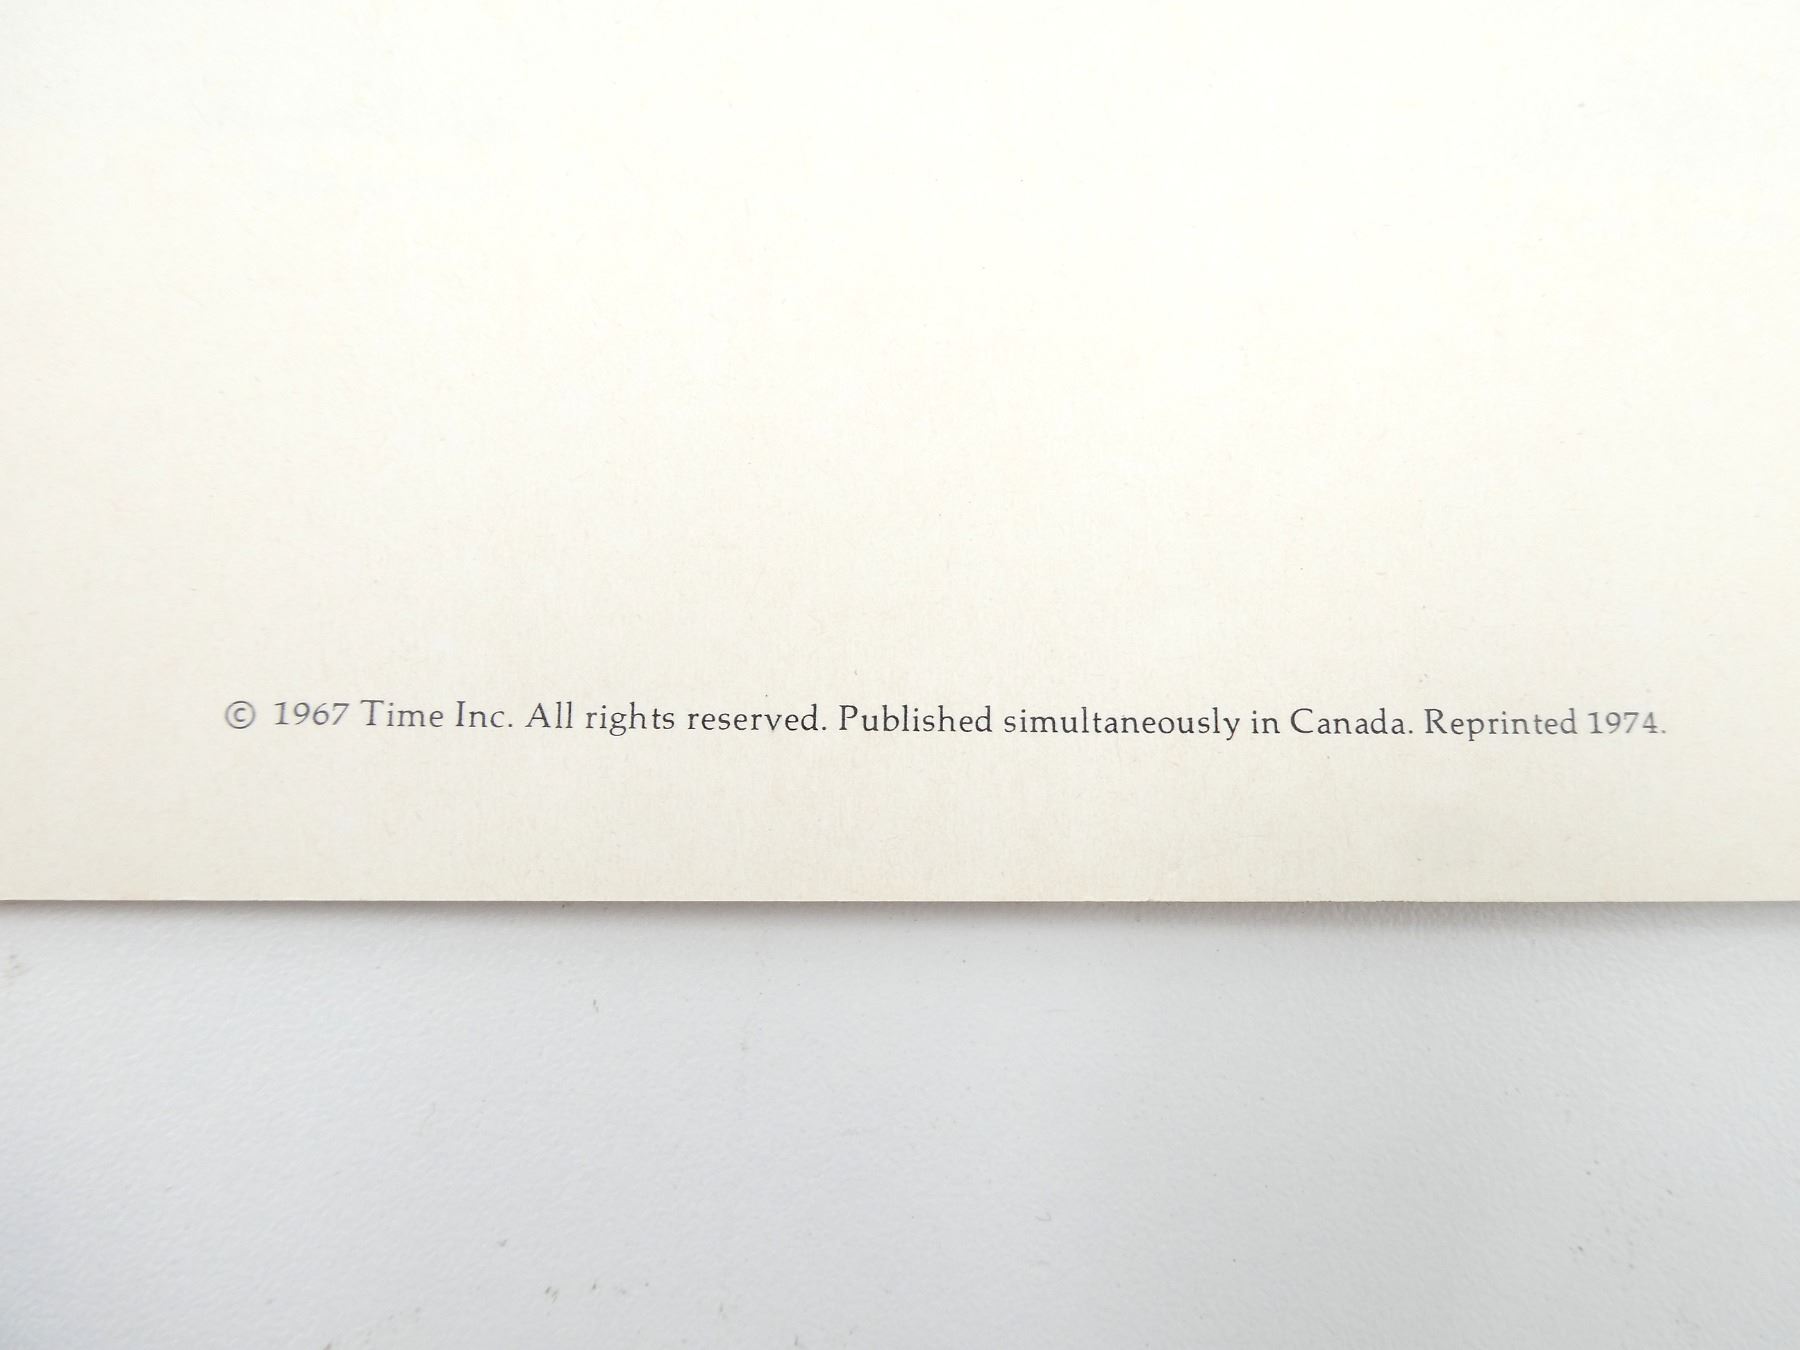 © 1967 Time Inc. All rights reserved. Published simultaneously in Canada. Reprinted 1974.